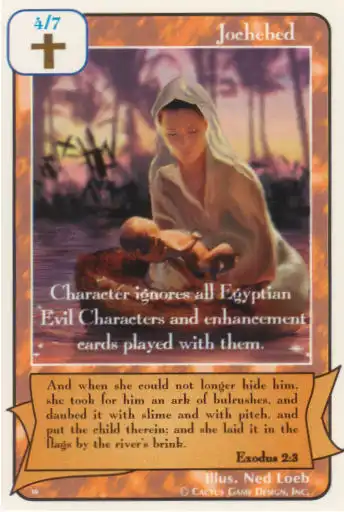 4/7
Jochebed
Character ignores all Egyptian
Evil Characters and enhancement
cards played with them.
And when she could not longer hide him,
she took for him an ark of bulrushes, and
daubed it with slime and with pitch, and
put the child therein; and she laid it in the
flags by the river's brink.
Exodus 2:3
Illus. Ned Loeb
© Cactus Game Design, Inc.